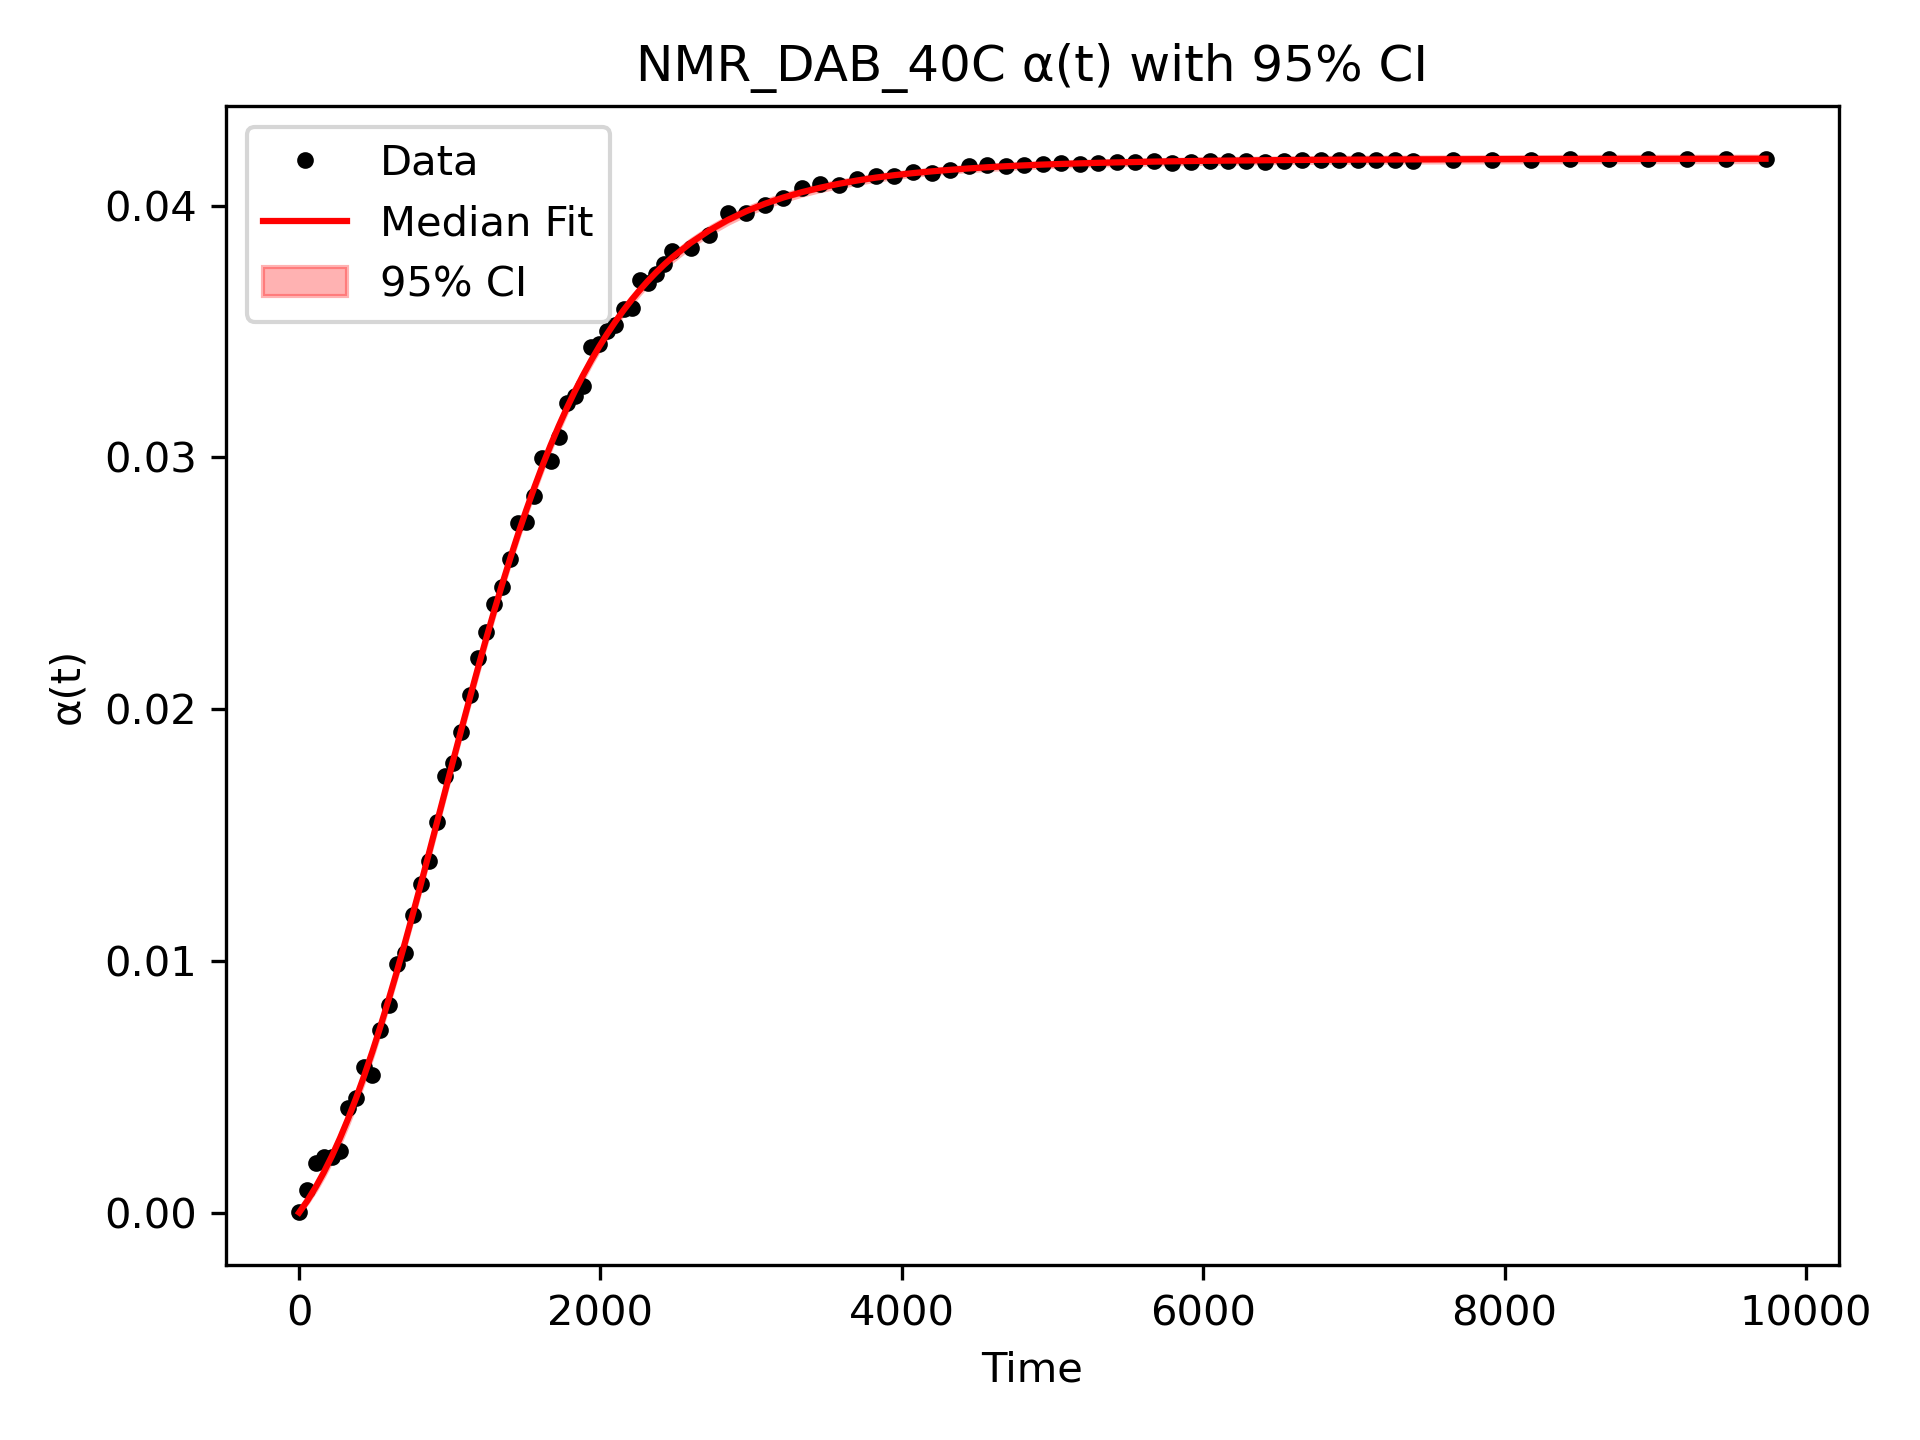 NMR_DAB_40C α(t) with 95% CI
Data
Median Fit
95% CI
α(t)
0.04
0.03
0.02
0.01
0.00
0 2000 4000 6000 8000 10000
Time